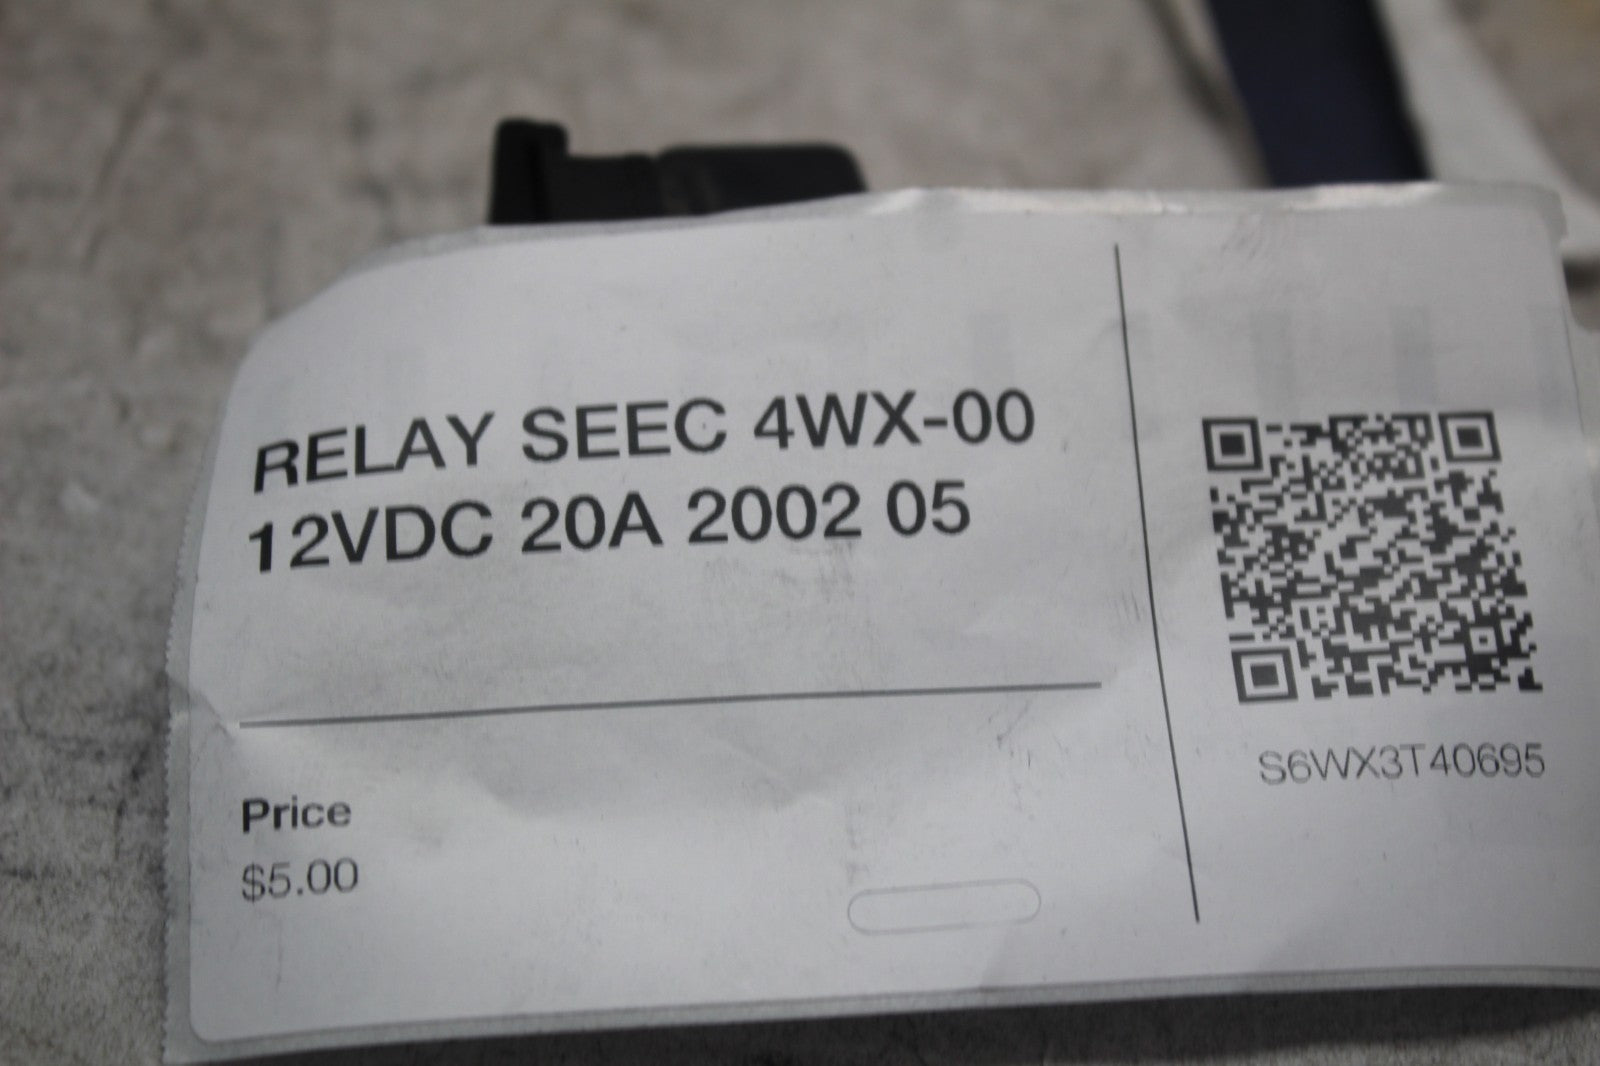 RELAY SEEC 4WX-00
12VDC 20A 2002 05
Price
$5.00
S6WX3T40695